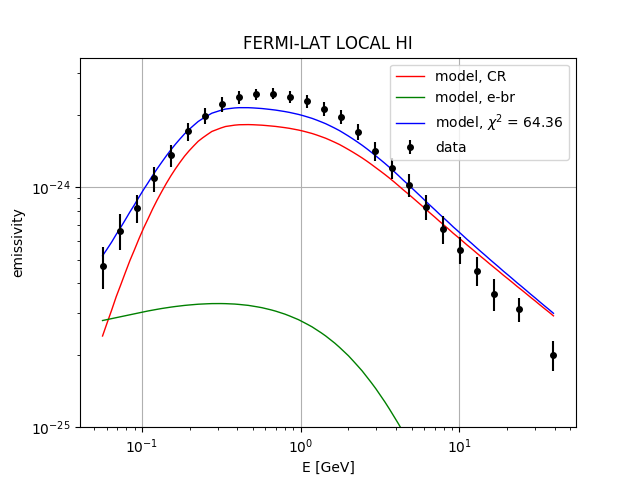 FERMI-LAT LOCAL HI
model, CR
model, e-br
model, χ² = 64.36
data
emissivity
10⁻²⁴
10⁻²⁵
10⁻¹
10⁰
10¹
E [GeV]